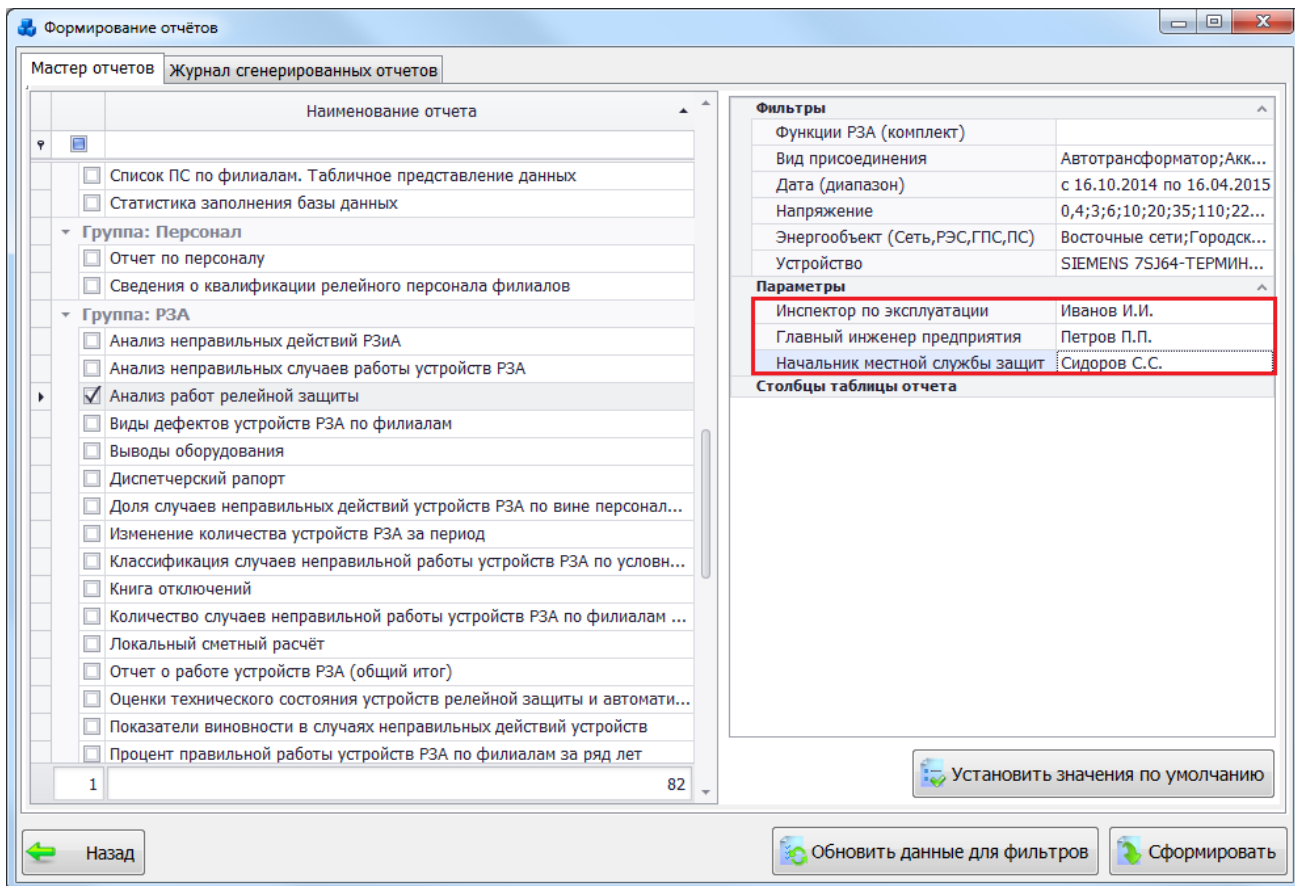 Формирование отчётов
Мастер отчетов Журнал сгенерированных отчетов
Наименование отчета
Список ПС по филиалам. Табличное представление данных
Статистика заполнения базы данных
Группа: Персонал
Отчет по персоналу
Сведения о квалификации релейного персонала филиалов
Группа: РЗА
Анализ неправильных действий РЗиА
Анализ неправильных случаев работы устройств РЗА
Анализ работ релейной защиты
Виды дефектов устройств РЗА по филиалам
Выводы оборудования
Диспетчерский рапорт
Доля случаев неправильных действий устройств РЗА по вине персонал...
Изменение количества устройств РЗА за период
Классификация случаев неправильной работы устройств РЗА по условн...
Книга отключений
Количество случаев неправильной работы устройств РЗА по филиалам ...
Локальный сметный расчёт
Отчет о работе устройств РЗА (общий итог)
Оценки технического состояния устройств релейной защиты и автомати...
Показатели виновности в случаях неправильных действий устройств
Процент правильной работы устройств РЗА по филиалам за ряд лет
1 82
Фильтры
Функции РЗА (комплект)
Вид присоединения Автотрансформатор;Акк...
Дата (диапазон) с 16.10.2014 по 16.04.2015
Напряжение 0,4;3;6;10;20;35;110;22...
Энергообъект (Сеть,РЭС,ГПС,ПС) Восточные сети;Городск...
Устройство SIEMENS 7SJ64-ТЕРМИН...
Параметры
Инспектор по эксплуатации Иванов И.И.
Главный инженер предприятия Петров П.П.
Начальник местной службы защит Сидоров С.С.
Столбцы таблицы отчета
Установить значения по умолчанию
Назад
Обновить данные для фильтров
Сформировать